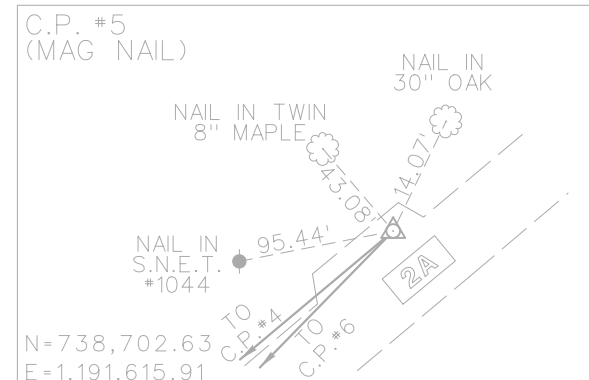 C.P. #5
(MAG NAIL)
NAIL IN
30" OAK
NAIL IN TWIN
8" MAPLE
43.08'
14.07'
NAIL IN
S.N.E.T.
#1044
95.44'
2A
TO
C.P.#4
TO
C.P.#6
N=738,702.63
E=1,191,615.91